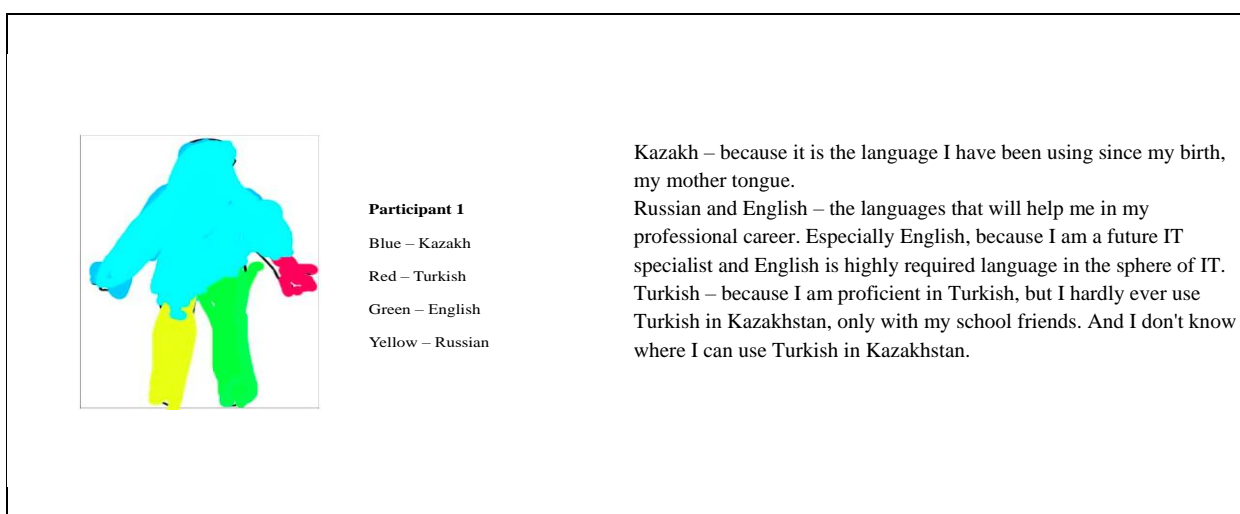 Participant 1
Blue – Kazakh
Red – Turkish
Green – English
Yellow – Russian
Kazakh – because it is the language I have been using since my birth,
my mother tongue.
Russian and English – the languages that will help me in my
professional career. Especially English, because I am a future IT
specialist and English is highly required language in the sphere of IT.
Turkish – because I am proficient in Turkish, but I hardly ever use
Turkish in Kazakhstan, only with my school friends. And I don't know
where I can use Turkish in Kazakhstan.